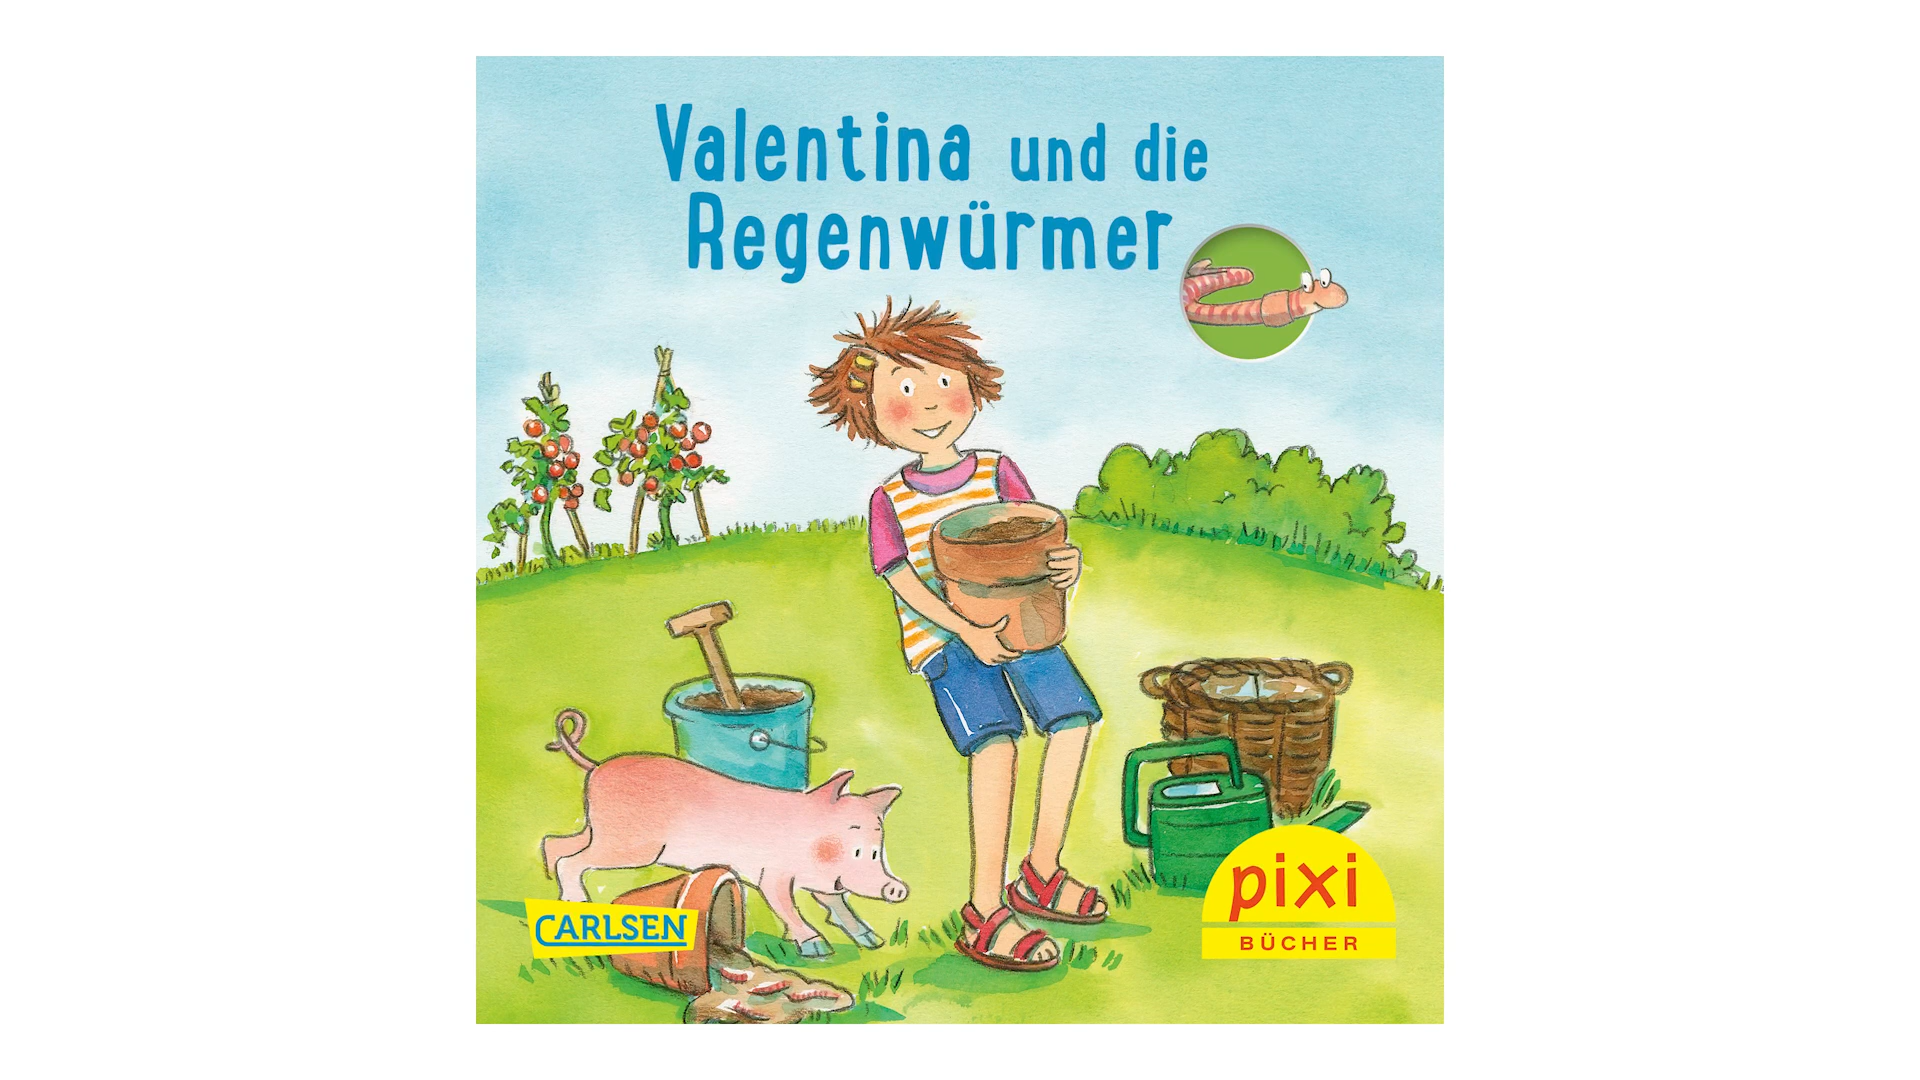 Valentina und die
Regenwürmer
CARLSEN
pixi
BÜCHER